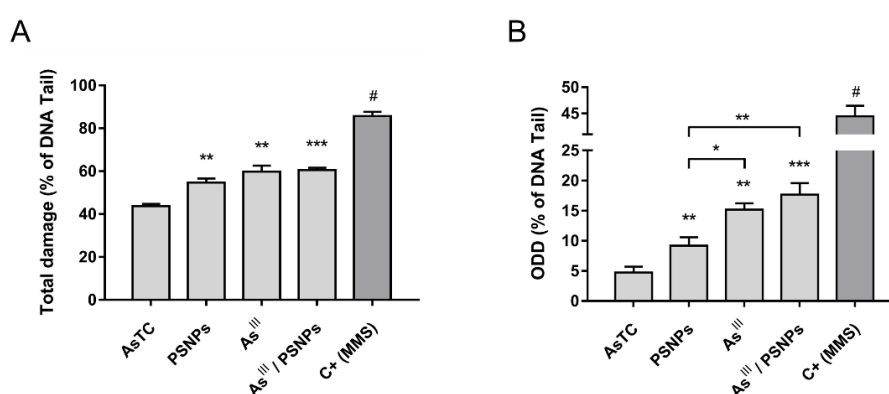 A
Total damage (% of DNA Tail)
100
80
60
40
20
0
**
**
***
#
AsTC
PSNPs
As^III
As^III / PSNPs
C+ (MMS)
B
ODD (% of DNA Tail)
50
45
25
20
15
10
5
0
**
*
**
**
***
#
AsTC
PSNPs
As^III
As^III / PSNPs
C+ (MMS)